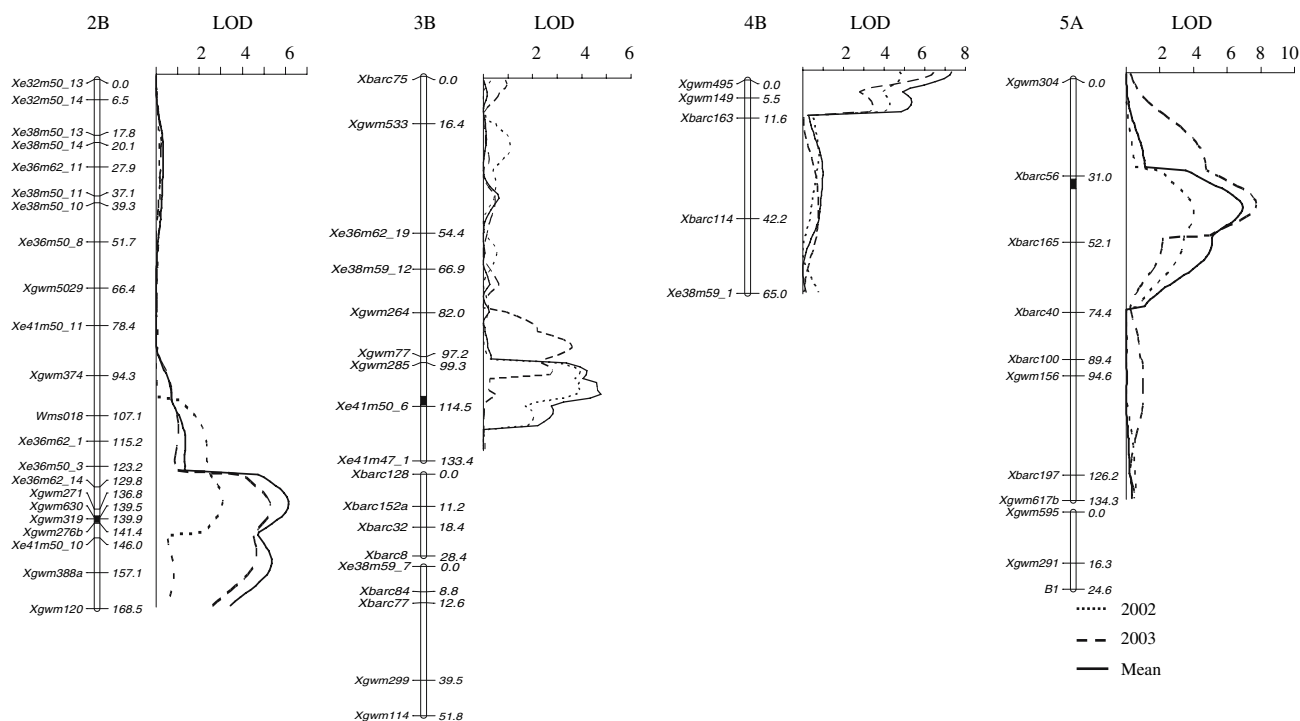 2B LOD
2 4 6
Xe32m50_13 0.0
Xe32m50_14 6.5
Xe38m50_13 17.8
Xe38m50_14 20.1
Xe36m62_11 27.9
Xe38m50_11 37.1
Xe38m50_10 39.3
Xe36m50_8 51.7
Xgwm5029 66.4
Xe41m50_11 78.4
Xgwm374 94.3
Wms018 107.1
Xe36m62_1 115.2
Xe36m50_3 123.2
Xe36m62_14 129.8
Xgwm271 136.8
Xgwm630 139.5
Xgwm319 139.9
Xgwm276b 141.4
Xe41m50_10 146.0
Xgwm388a 157.1
Xgwm120 168.5
3B LOD
2 4 6
Xbarc75 0.0
Xgwm533 16.4
Xe36m62_19 54.4
Xe38m59_12 66.9
Xgwm264 82.0
Xgwm77 97.2
Xgwm285 99.3
Xe41m50_6 114.5
Xe41m47_1 133.4
Xbarc128 0.0
Xbarc152a 11.2
Xbarc32 18.4
Xbarc8 28.4
Xe38m59_7 0.0
Xbarc84 8.8
Xbarc77 12.6
Xgwm299 39.5
Xgwm114 51.8
4B LOD
2 4 6 8
Xgwm495 0.0
Xgwm149 5.5
Xbarc163 11.6
Xbarc114 42.2
Xe38m59_1 65.0
5A LOD
2 4 6 8 10
Xgwm304 0.0
Xbarc56 31.0
Xbarc165 52.1
Xbarc40 74.4
Xbarc100 89.4
Xgwm156 94.6
Xbarc197 126.2
Xgwm617b 134.3
Xgwm595 0.0
Xgwm291 16.3
B1 24.6
2002
2003
Mean